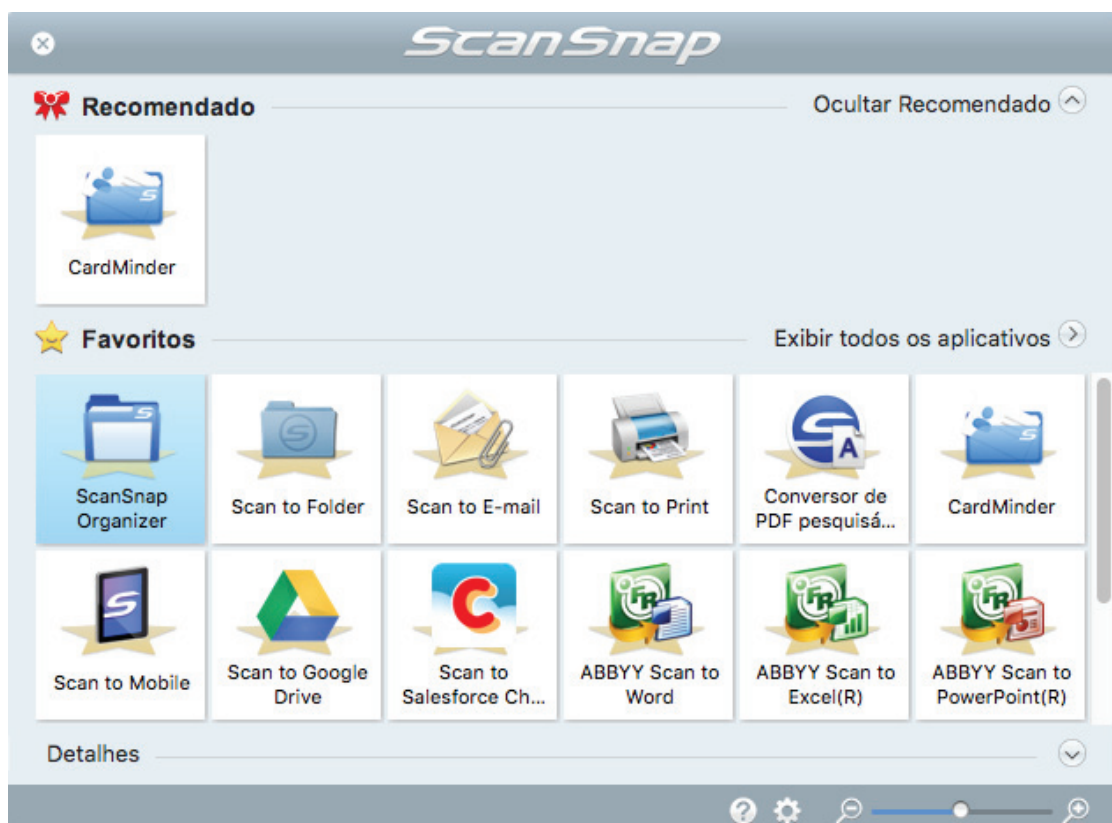 ScanSnap
Recomendado
Ocultar Recomendado
CardMinder
Favoritos
Exibir todos os aplicativos
ScanSnap
Organizer
Scan to Folder
Scan to E-mail
Scan to Print
Conversor de
PDF pesquisá...
CardMinder
Scan to Mobile
Scan to Google
Drive
Scan to
Salesforce Ch...
ABBYY Scan to
Word
ABBYY Scan to
Excel(R)
ABBYY Scan to
PowerPoint(R)
Detalhes